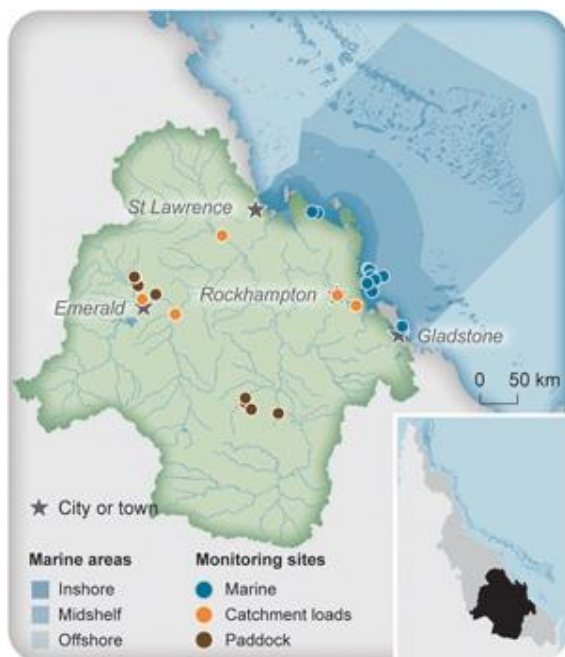 St Lawrence
Emerald
Rockhampton
Gladstone
0 50 km
City or town
Marine areas
Inshore
Midshelf
Offshore
Monitoring sites
Marine
Catchment loads
Paddock